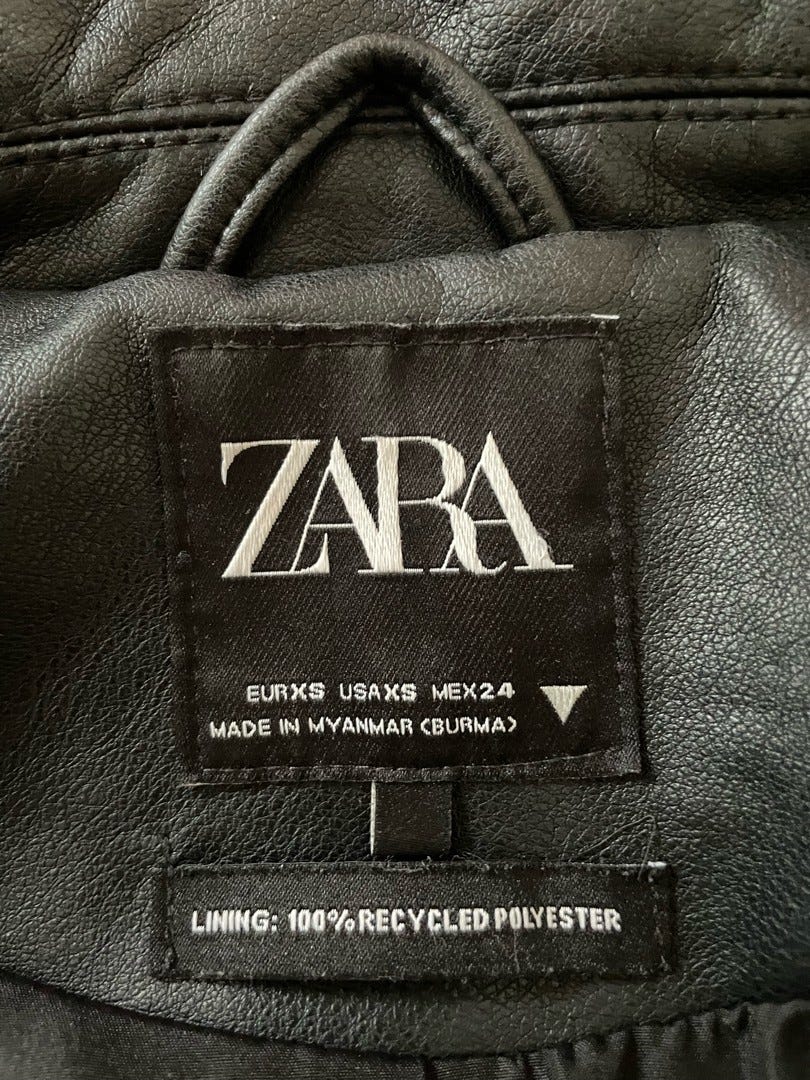 ZARA
EURXS USAXS MEX24
MADE IN MYANMAR (BURMA)
LINING: 100% RECYCLED POLYESTER